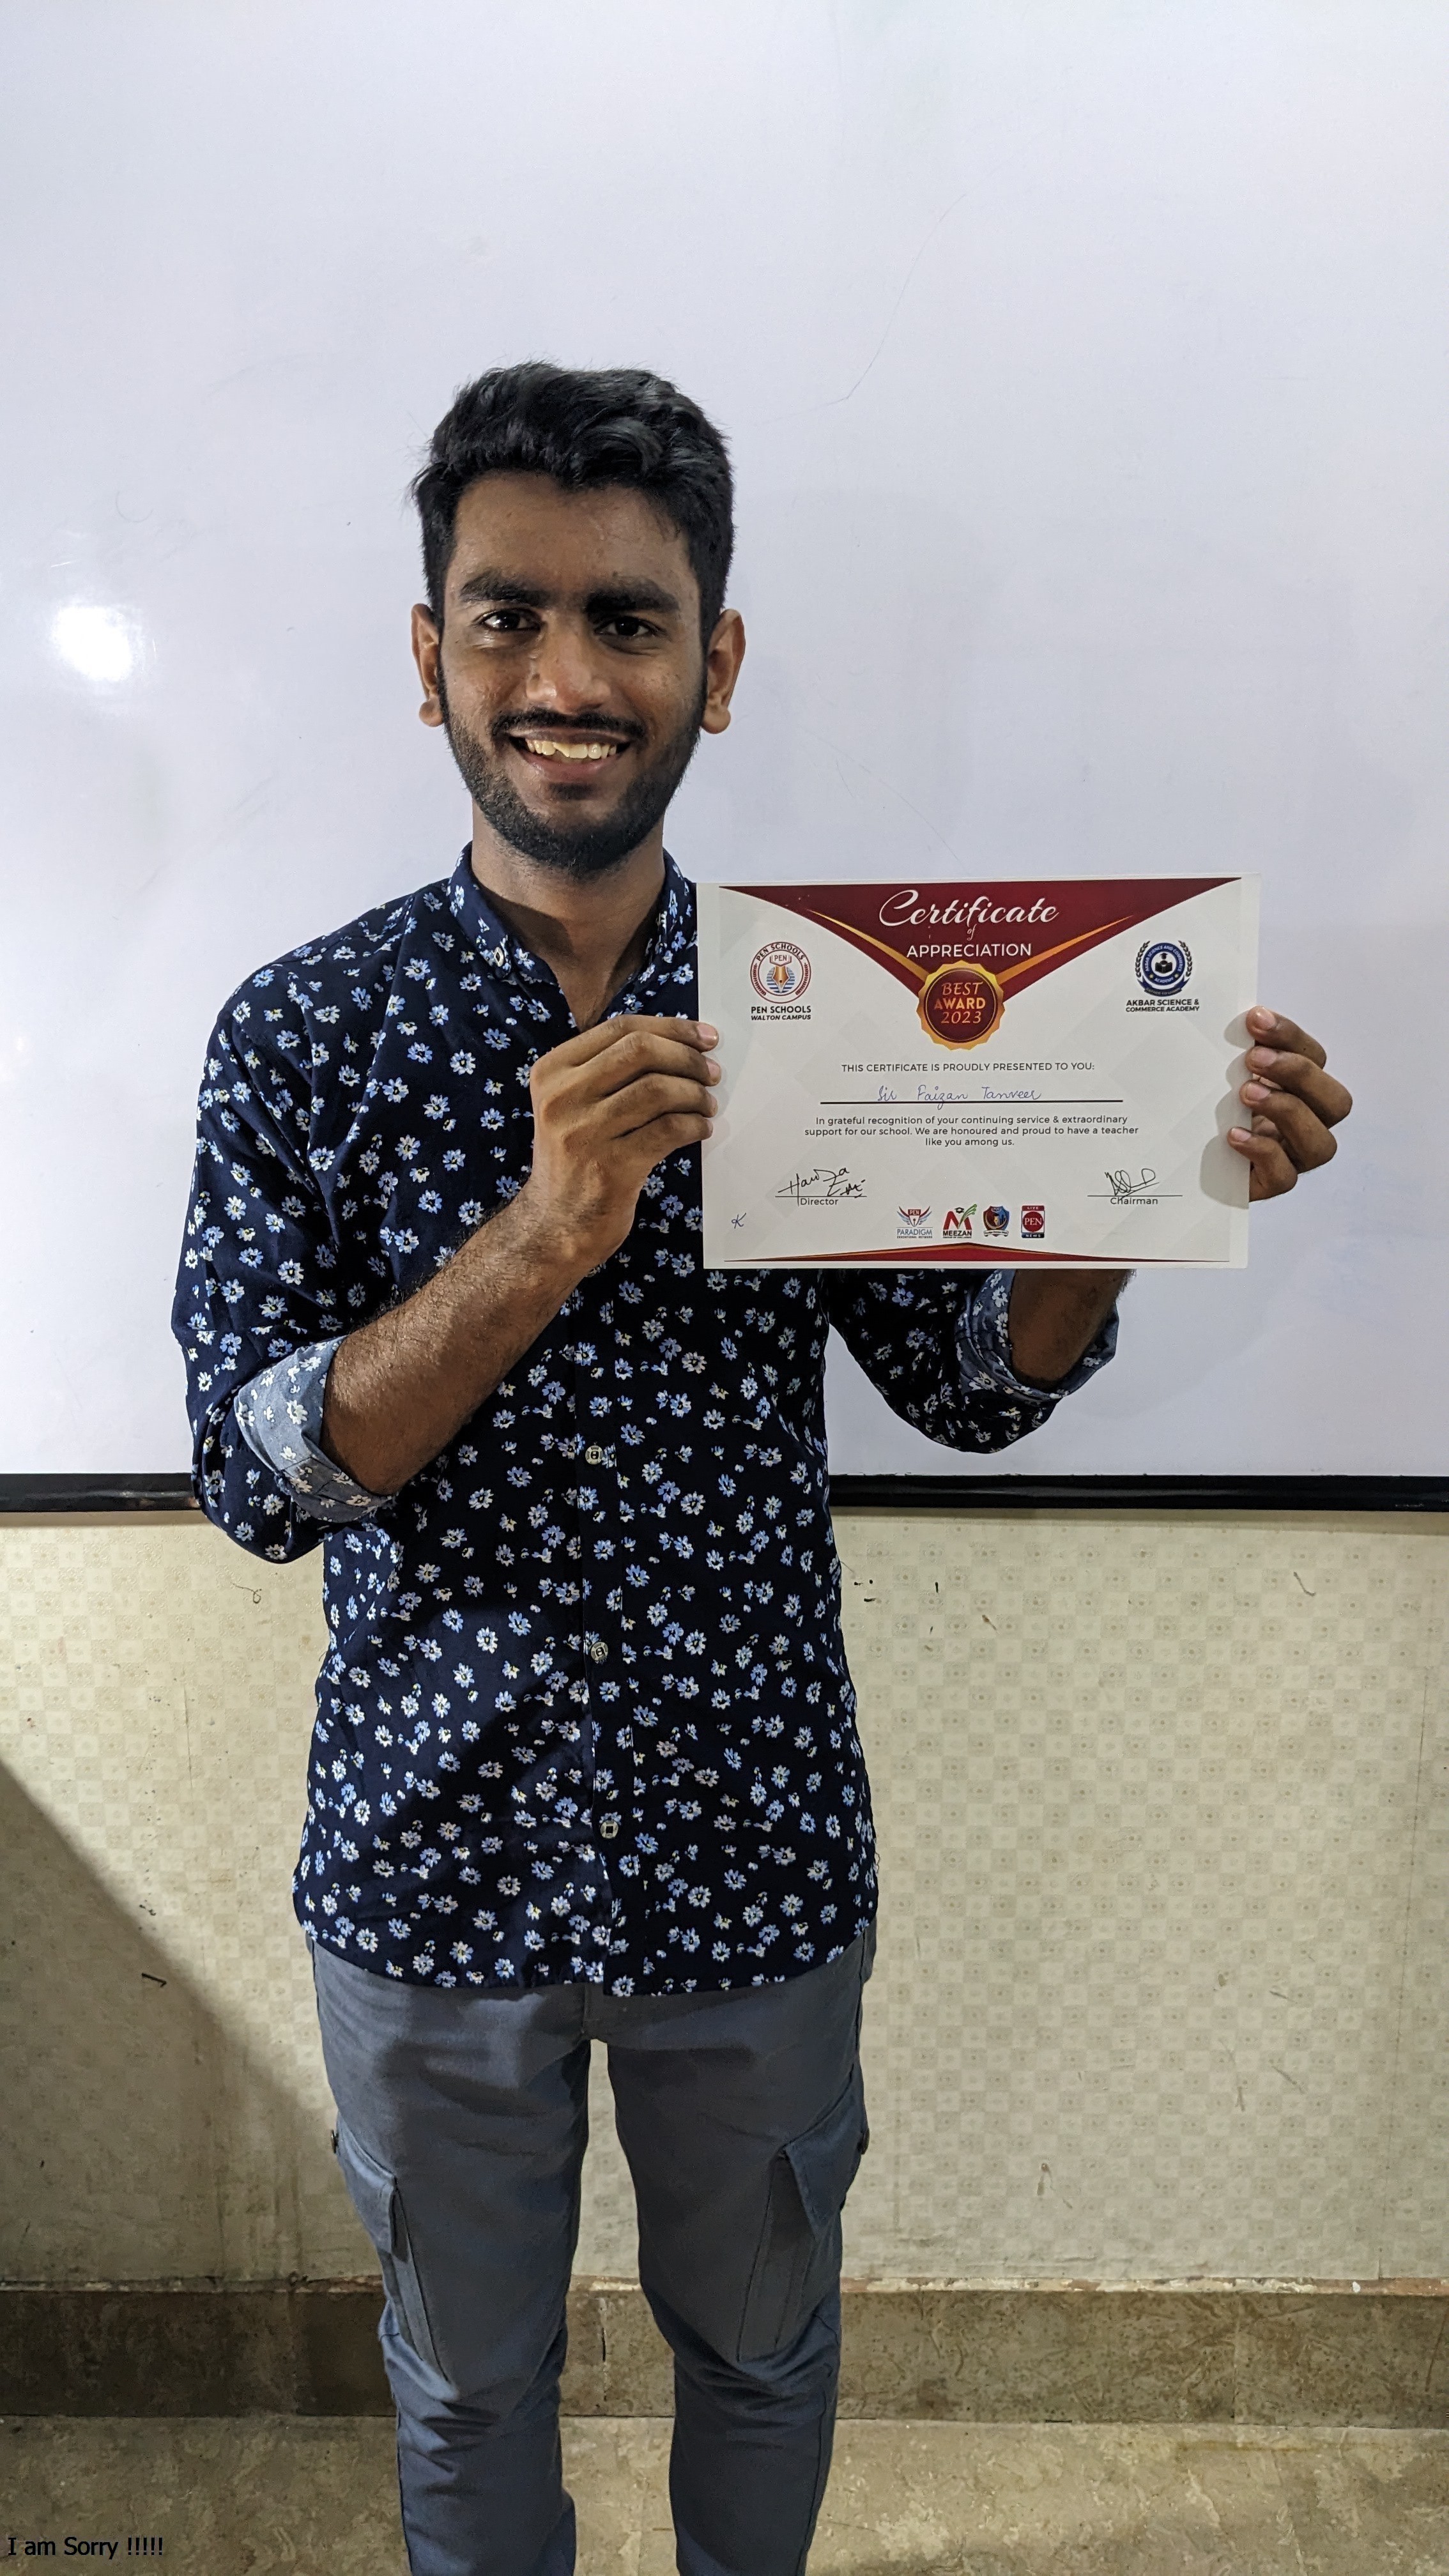 Certificate
of
APPRECIATION
PEN SCHOOLS
PEN
PEN SCHOOLS
WALTON CAMPUS
BEST
AWARD
2023
AKBAR SCIENCE &
COMMERCE ACADEMY
THIS CERTIFICATE IS PROUDLY PRESENTED TO YOU:
Sir Faizan Tanveer
In grateful recognition of your continuing service & extraordinary
support for our school. We are honoured and proud to have a teacher
like you among us.
Director
Chairman
K
PEN
PARADIGM
MEEZAN
LIKE
PEN
NEWS
I am Sorry !!!!!